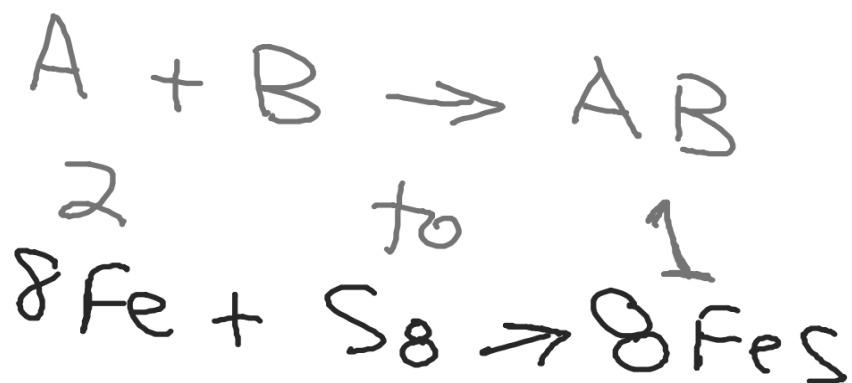 A + B → AB
2 to 1
8Fe + S8 → 8FeS